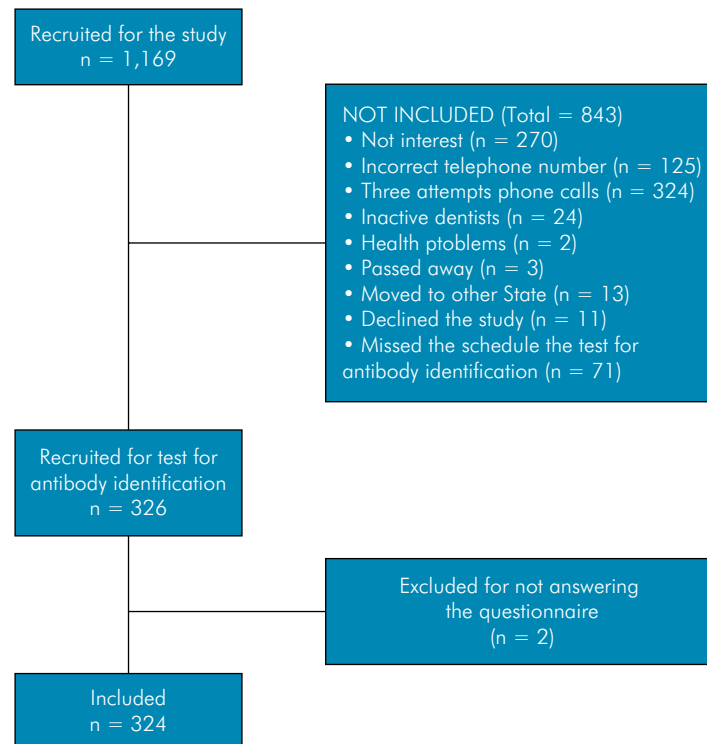 Recruited for the study
n = 1,169
NOT INCLUDED (Total = 843)
• Not interest (n = 270)
• Incorrect telephone number (n = 125)
• Three attempts phone calls (n = 324)
• Inactive dentists (n = 24)
• Health ptoblems (n = 2)
• Passed away (n = 3)
• Moved to other State (n = 13)
• Declined the study (n = 11)
• Missed the schedule the test for
antibody identification (n = 71)
Recruited for test for
antibody identification
n = 326
Excluded for not answering
the questionnaire
(n = 2)
Included
n = 324